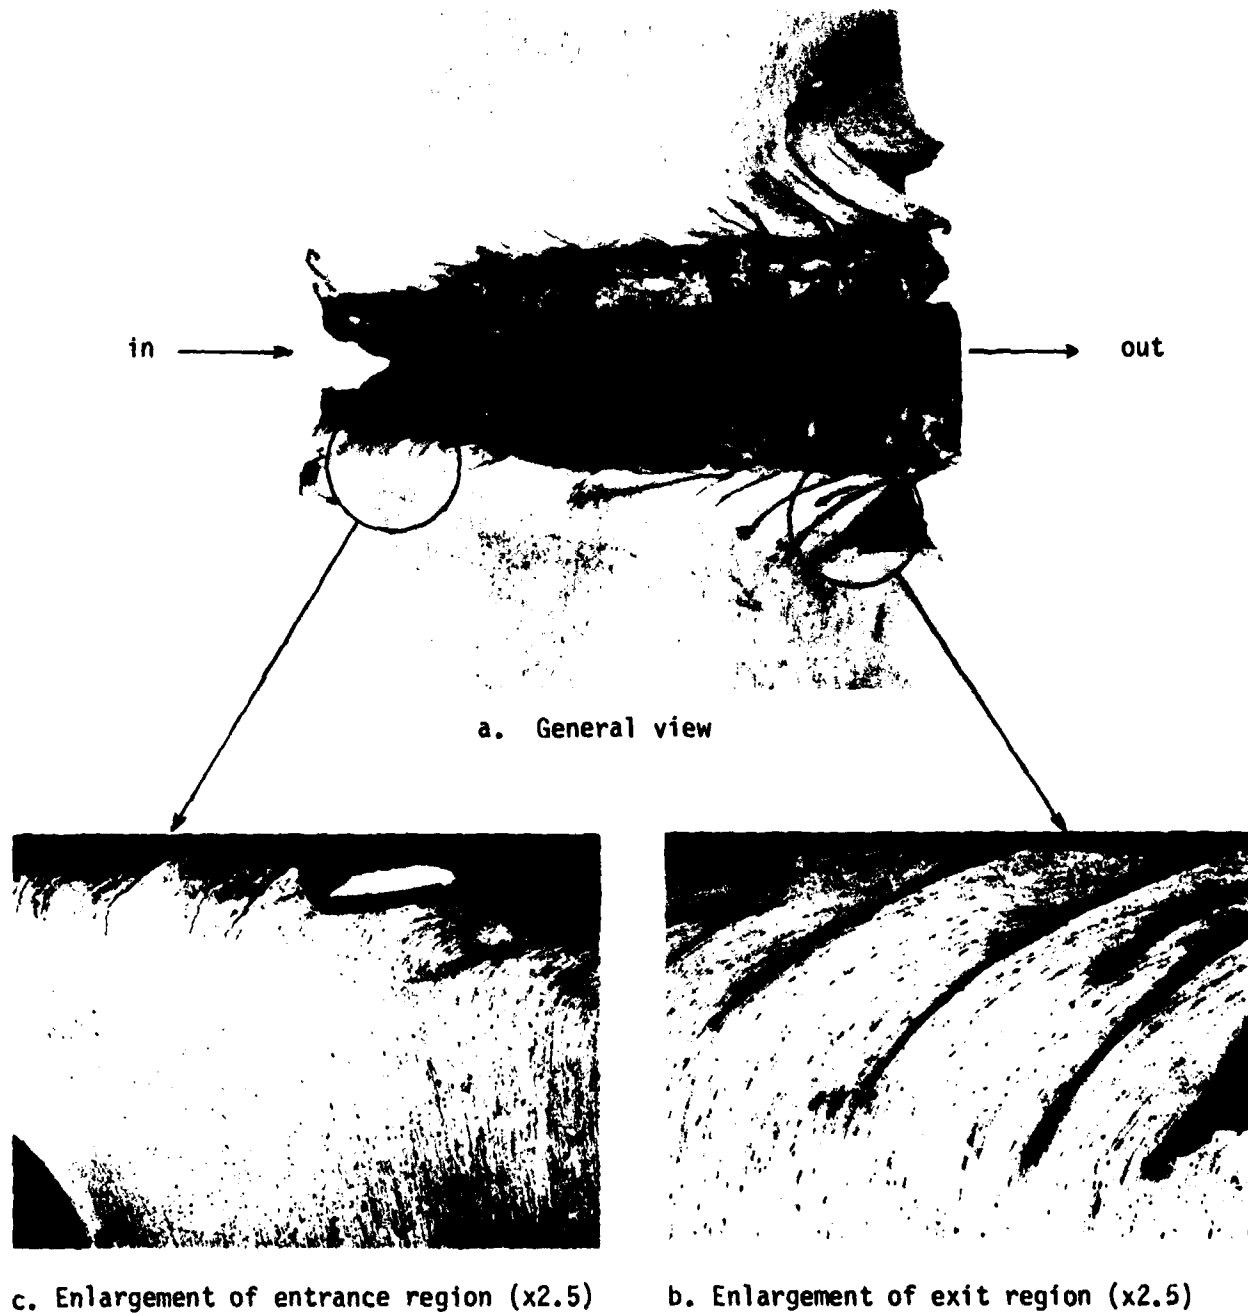 in
out
a. General view
c. Enlargement of entrance region (x2.5)
b. Enlargement of exit region (x2.5)